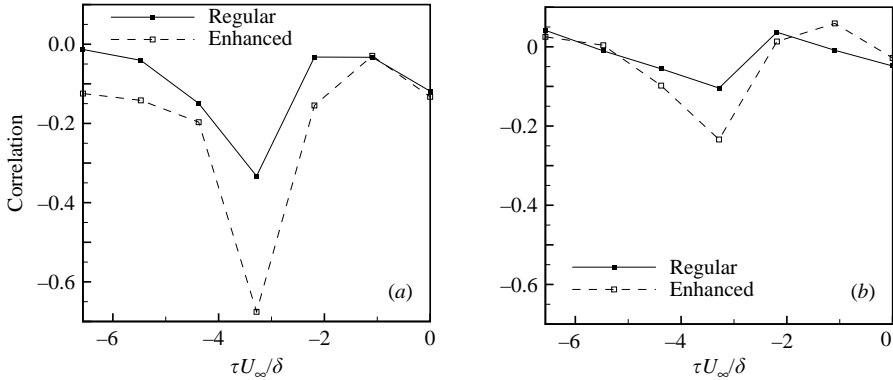 Regular
Enhanced
0.0
–0.2
–0.4
–0.6
Correlation
(a)
–6
–4
–2
0
τU∞/δ
0
–0.2
–0.4
–0.6
Regular
Enhanced
(b)
–6
–4
–2
0
τU∞/δ